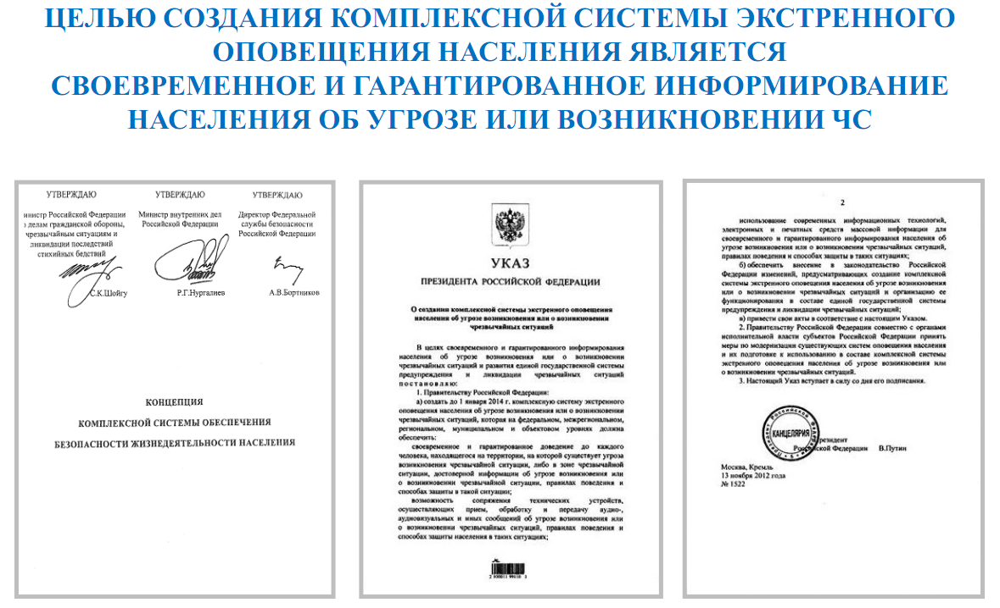 ЦЕЛЬЮ СОЗДАНИЯ КОМПЛЕКСНОЙ СИСТЕМЫ ЭКСТРЕННОГО
ОПОВЕЩЕНИЯ НАСЕЛЕНИЯ ЯВЛЯЕТСЯ
СВОЕВРЕМЕННОЕ И ГАРАНТИРОВАННОЕ ИНФОРМИРОВАНИЕ
НАСЕЛЕНИЯ ОБ УГРОЗЕ ИЛИ ВОЗНИКНОВЕНИИ ЧС
УТВЕРЖДАЮ
инистр Российской Федерации
о делам гражданской обороны,
чрезвычайным ситуациям и
ликвидации последствий
стихийных бедствий
С.К.Шойгу
УТВЕРЖДАЮ
Министр внутренних дел
Российской Федерации
Р.Г.Нургалиев
УТВЕРЖДАЮ
Директор Федеральной
службы безопасности
Российской Федерации
А.В.Бортников
КОНЦЕПЦИЯ
КОМПЛЕКСНОЙ СИСТЕМЫ ОБЕСПЕЧЕНИЯ
БЕЗОПАСНОСТИ ЖИЗНЕДЕЯТЕЛЬНОСТИ НАСЕЛЕНИЯ
УКАЗ
ПРЕЗИДЕНТА РОССИЙСКОЙ ФЕДЕРАЦИИ
О создании комплексной системы экстренного оповещения
населения об угрозе возникновения или о возникновении
чрезвычайных ситуаций
В целях своевременного и гарантированного информирования
населения об угрозе возникновения или о возникновении
чрезвычайных ситуаций и развития единой государственной системы
предупреждения и ликвидации чрезвычайных ситуаций
постановляю:
1. Правительству Российской Федерации:
а) создать до 1 января 2014 г. комплексную систему экстренного
оповещения населения об угрозе возникновения или о возникновении
чрезвычайных ситуаций, которая на федеральном, межрегиональном,
региональном, муниципальном и объектовом уровнях должна
обеспечить:
своевременное и гарантированное доведение до каждого
человека, находящегося на территории, на которой существует угроза
возникновения чрезвычайной ситуации, либо в зоне чрезвычайной
ситуации, достоверной информации об угрозе возникновения или
о возникновении чрезвычайной ситуации, правилах поведения и
способах защиты в такой ситуации;
возможность сопряжения технических устройств,
осуществляющих прием, обработку и передачу аудио-,
аудиовизуальных и иных сообщений об угрозе возникновения или
о возникновении чрезвычайных ситуаций, правилах поведения и
способах защиты населения в таких ситуациях;
2
использование современных информационных технологий,
электронных и печатных средств массовой информации для
своевременного и гарантированного информирования населения об
угрозе возникновения или о возникновении чрезвычайных ситуаций,
правилах поведения и способах защиты в таких ситуациях;
б) обеспечить внесение в законодательство Российской
Федерации изменений, предусматривающих создание комплексной
системы экстренного оповещения населения об угрозе возникновения
или о возникновении чрезвычайных ситуаций и организацию ее
функционирования в составе единой государственной системы
предупреждения и ликвидации чрезвычайных ситуаций;
в) привести свои акты в соответствие с настоящим Указом.
2. Правительству Российской Федерации совместно с органами
исполнительной власти субъектов Российской Федерации принять
меры по модернизации существующих систем оповещения населения
и их подготовке к использованию в составе комплексной системы
экстренного оповещения населения об угрозе возникновения или
о возникновении чрезвычайных ситуаций.
3. Настоящий Указ вступает в силу со дня его подписания.
КАНЦЕЛЯРИЯ
резидент
Российской Федерации В.Путин
Москва, Кремль
13 ноября 2012 года
№ 1522